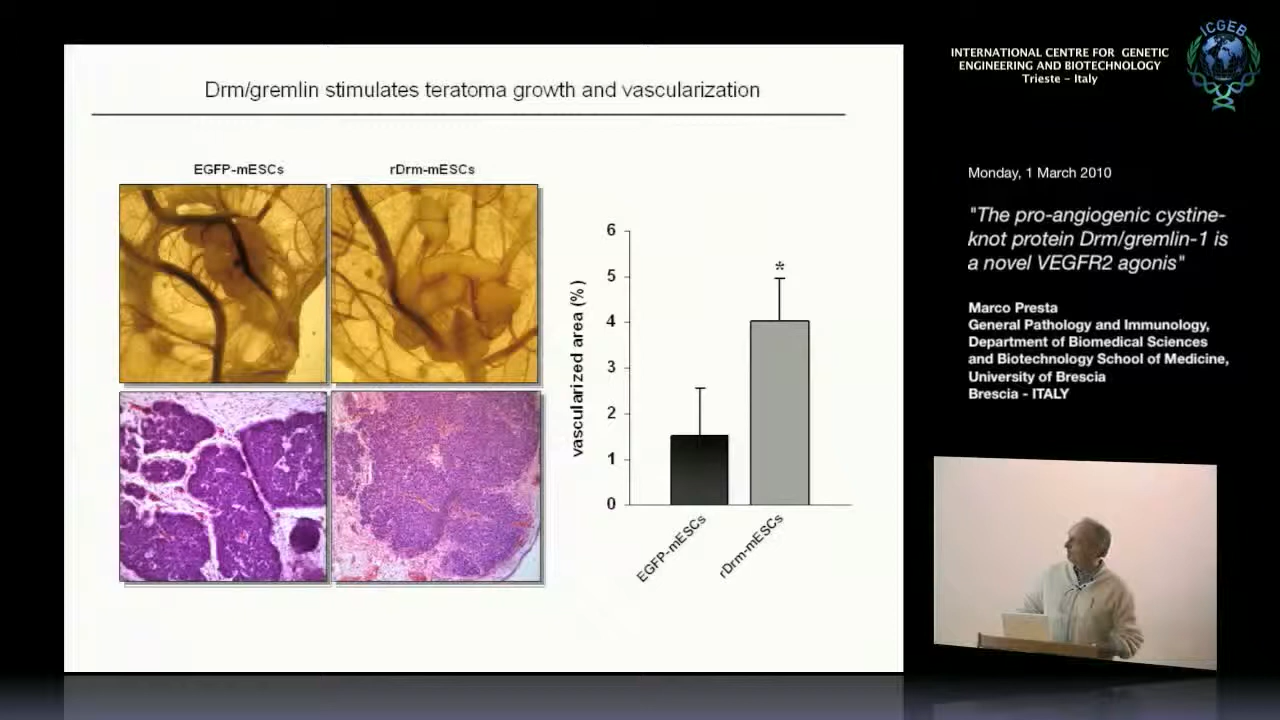 Drm/gremlin stimulates teratoma growth and vascularization
EGFP-mESCs
rDrm-mESCs
vascularized area (%)
6
5
4
3
2
1
0
*
EGFP-mESCs
rDrm-mESCs
INTERNATIONAL CENTRE FOR GENETIC
ENGINEERING AND BIOTECHNOLOGY
Trieste - Italy
ICGEB
Monday, 1 March 2010
"The pro-angiogenic cystine-
knot protein Drm/gremlin-1 is
a novel VEGFR2 agonis"
Marco Presta
General Pathology and Immunology,
Department of Biomedical Sciences
and Biotechnology School of Medicine,
University of Brescia
Brescia - ITALY